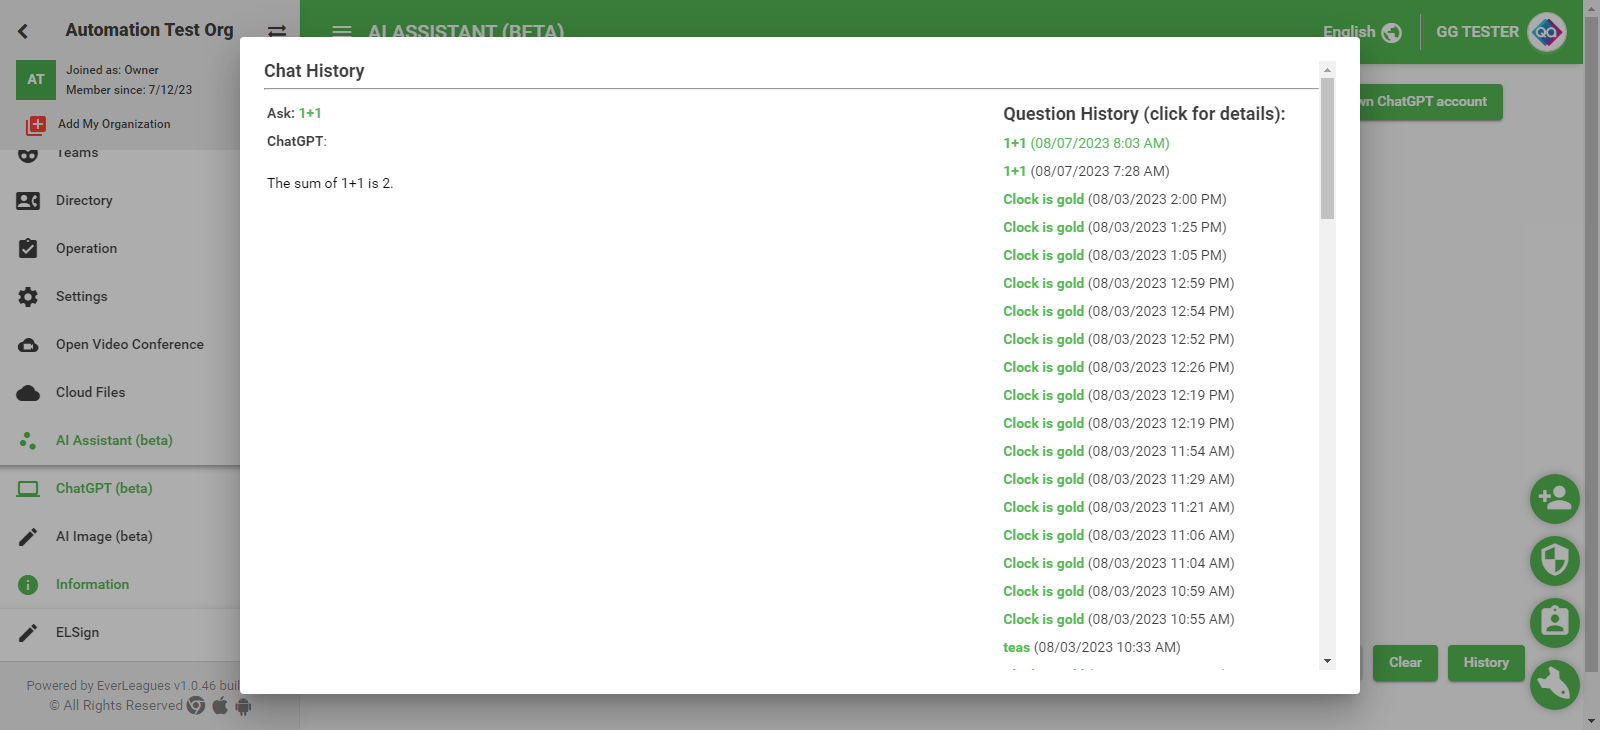 Automation Test Org
AT
Joined as: Owner
Member since: 7/12/23
Add My Organization
Teams
Directory
Operation
Settings
Open Video Conference
Cloud Files
AI Assistant (beta)
ChatGPT (beta)
AI Image (beta)
Information
ELSign
Powered by EverLeagues v1.0.46
© All Rights Reserved
AI ASSISTANT (BETA)
English
GG TESTER
QA
ChatGPT account
Chat History
Ask: 1+1
ChatGPT:
The sum of 1+1 is 2.
Question History (click for details):
1+1 (08/07/2023 8:03 AM)
1+1 (08/07/2023 7:28 AM)
Clock is gold (08/03/2023 2:00 PM)
Clock is gold (08/03/2023 1:25 PM)
Clock is gold (08/03/2023 1:05 PM)
Clock is gold (08/03/2023 12:59 PM)
Clock is gold (08/03/2023 12:54 PM)
Clock is gold (08/03/2023 12:52 PM)
Clock is gold (08/03/2023 12:26 PM)
Clock is gold (08/03/2023 12:19 PM)
Clock is gold (08/03/2023 12:19 PM)
Clock is gold (08/03/2023 11:54 AM)
Clock is gold (08/03/2023 11:29 AM)
Clock is gold (08/03/2023 11:21 AM)
Clock is gold (08/03/2023 11:06 AM)
Clock is gold (08/03/2023 11:04 AM)
Clock is gold (08/03/2023 10:59 AM)
Clock is gold (08/03/2023 10:55 AM)
teas (08/03/2023 10:33 AM)
Clear
History